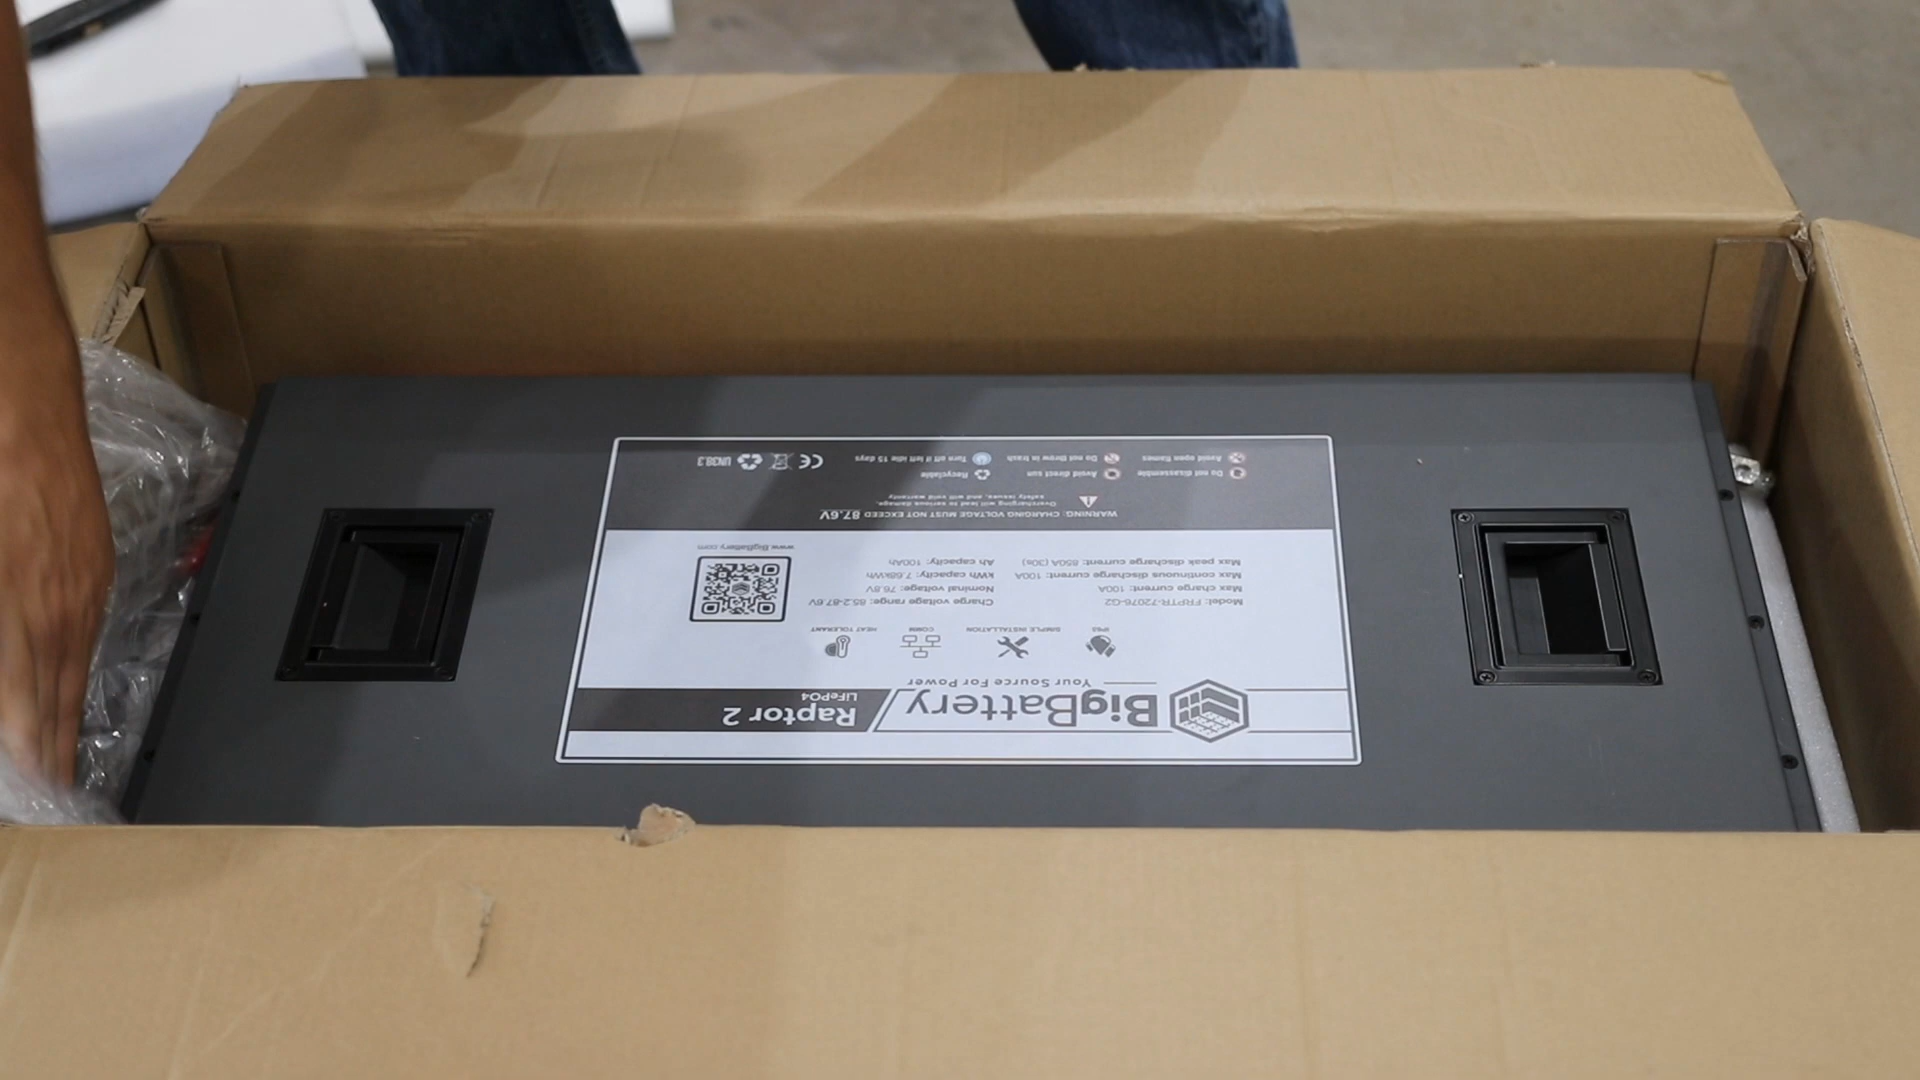 BigBattery
Raptor 2
LiFePO4
Your Source For Power
IP65
SIMPLE INSTALLATION
COMM
HEAT TOLERANT
Model: FRPTR-72076-G2
Max charge current: 100A
Max continuous discharge current: 100A
Max peak discharge current: 850A (30s)
Charge voltage range: 85.2-87.6V
Nominal voltage: 76.8V
kWh capacity: 7.68kWh
Ah capacity: 100Ah
www.BigBattery.com
WARNING: CHARGING VOLTAGE MUST NOT EXCEED 87.6V
Overcharging will lead to serious damage,
safety issues, and will void warranty
Do not disassemble
Avoid direct sun
Recyclable
Avoid open flames
Do not throw in trash
Turn off if left idle 15 days
CE
UN38.3